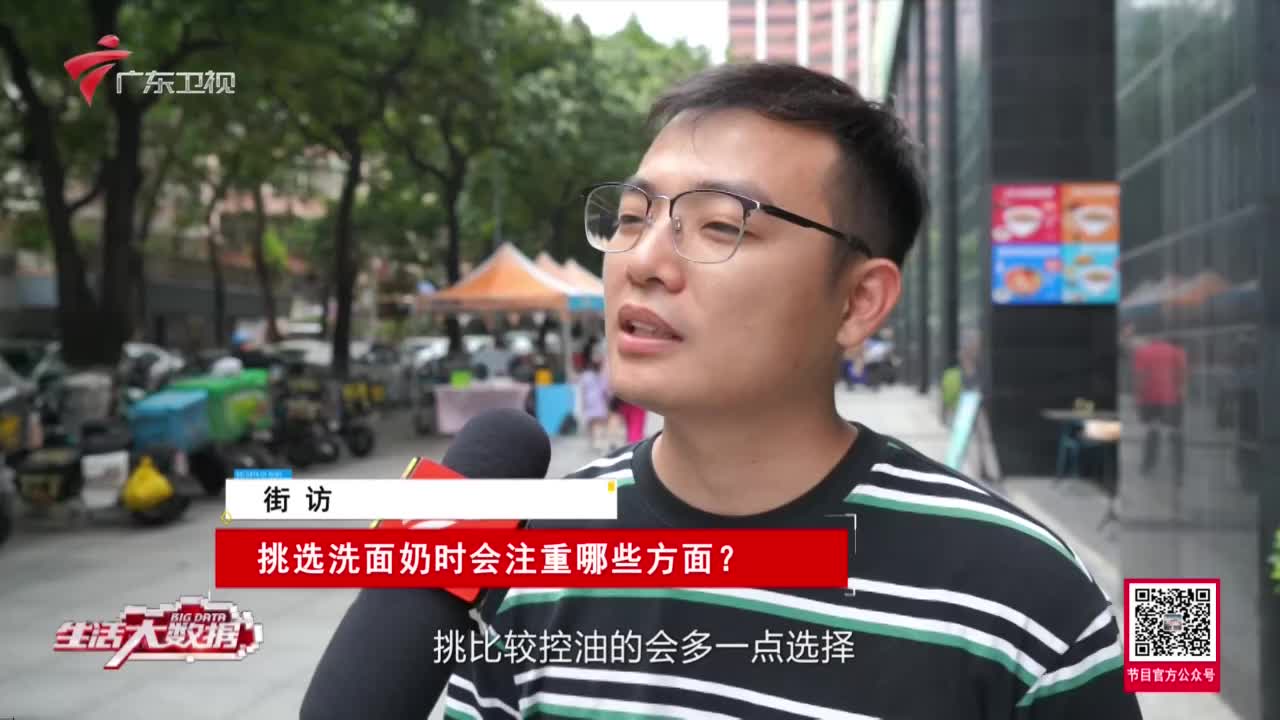 广东卫视
街访
挑选洗面奶时会注重哪些方面？
BIG DATA
生活大数据
挑比较控油的会多一点选择
节目官方公众号